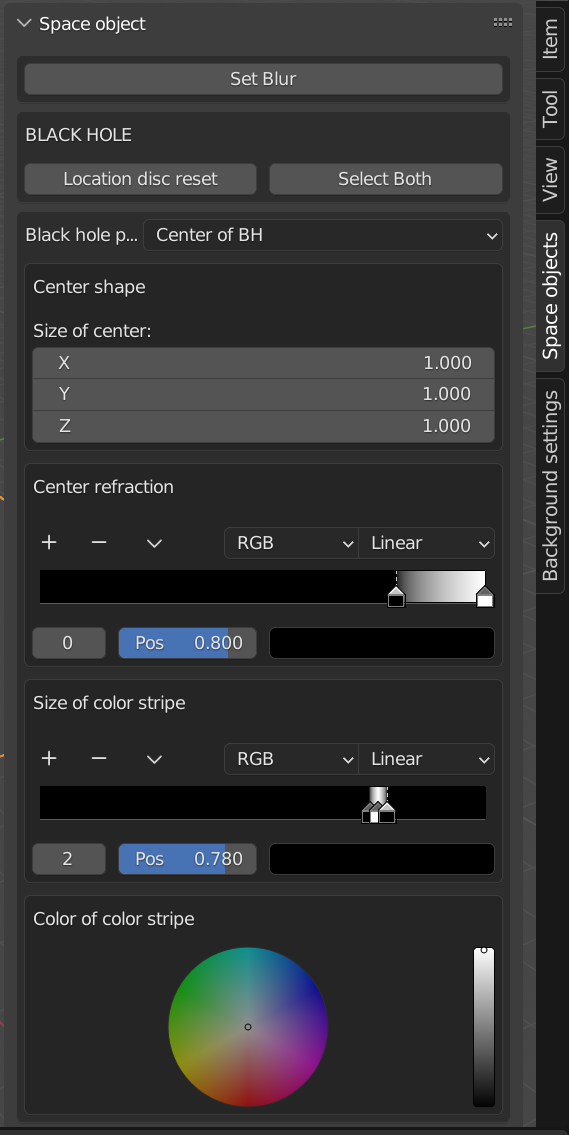 Space object
Set Blur
BLACK HOLE
Location disc reset Select Both
Black hole p... Center of BH
Center shape
Size of center:
X 1.000
Y 1.000
Z 1.000
Center refraction
RGB Linear
0 Pos 0.800
Size of color stripe
RGB Linear
2 Pos 0.780
Color of color stripe
Item
Tool
View
Space objects
Background settings